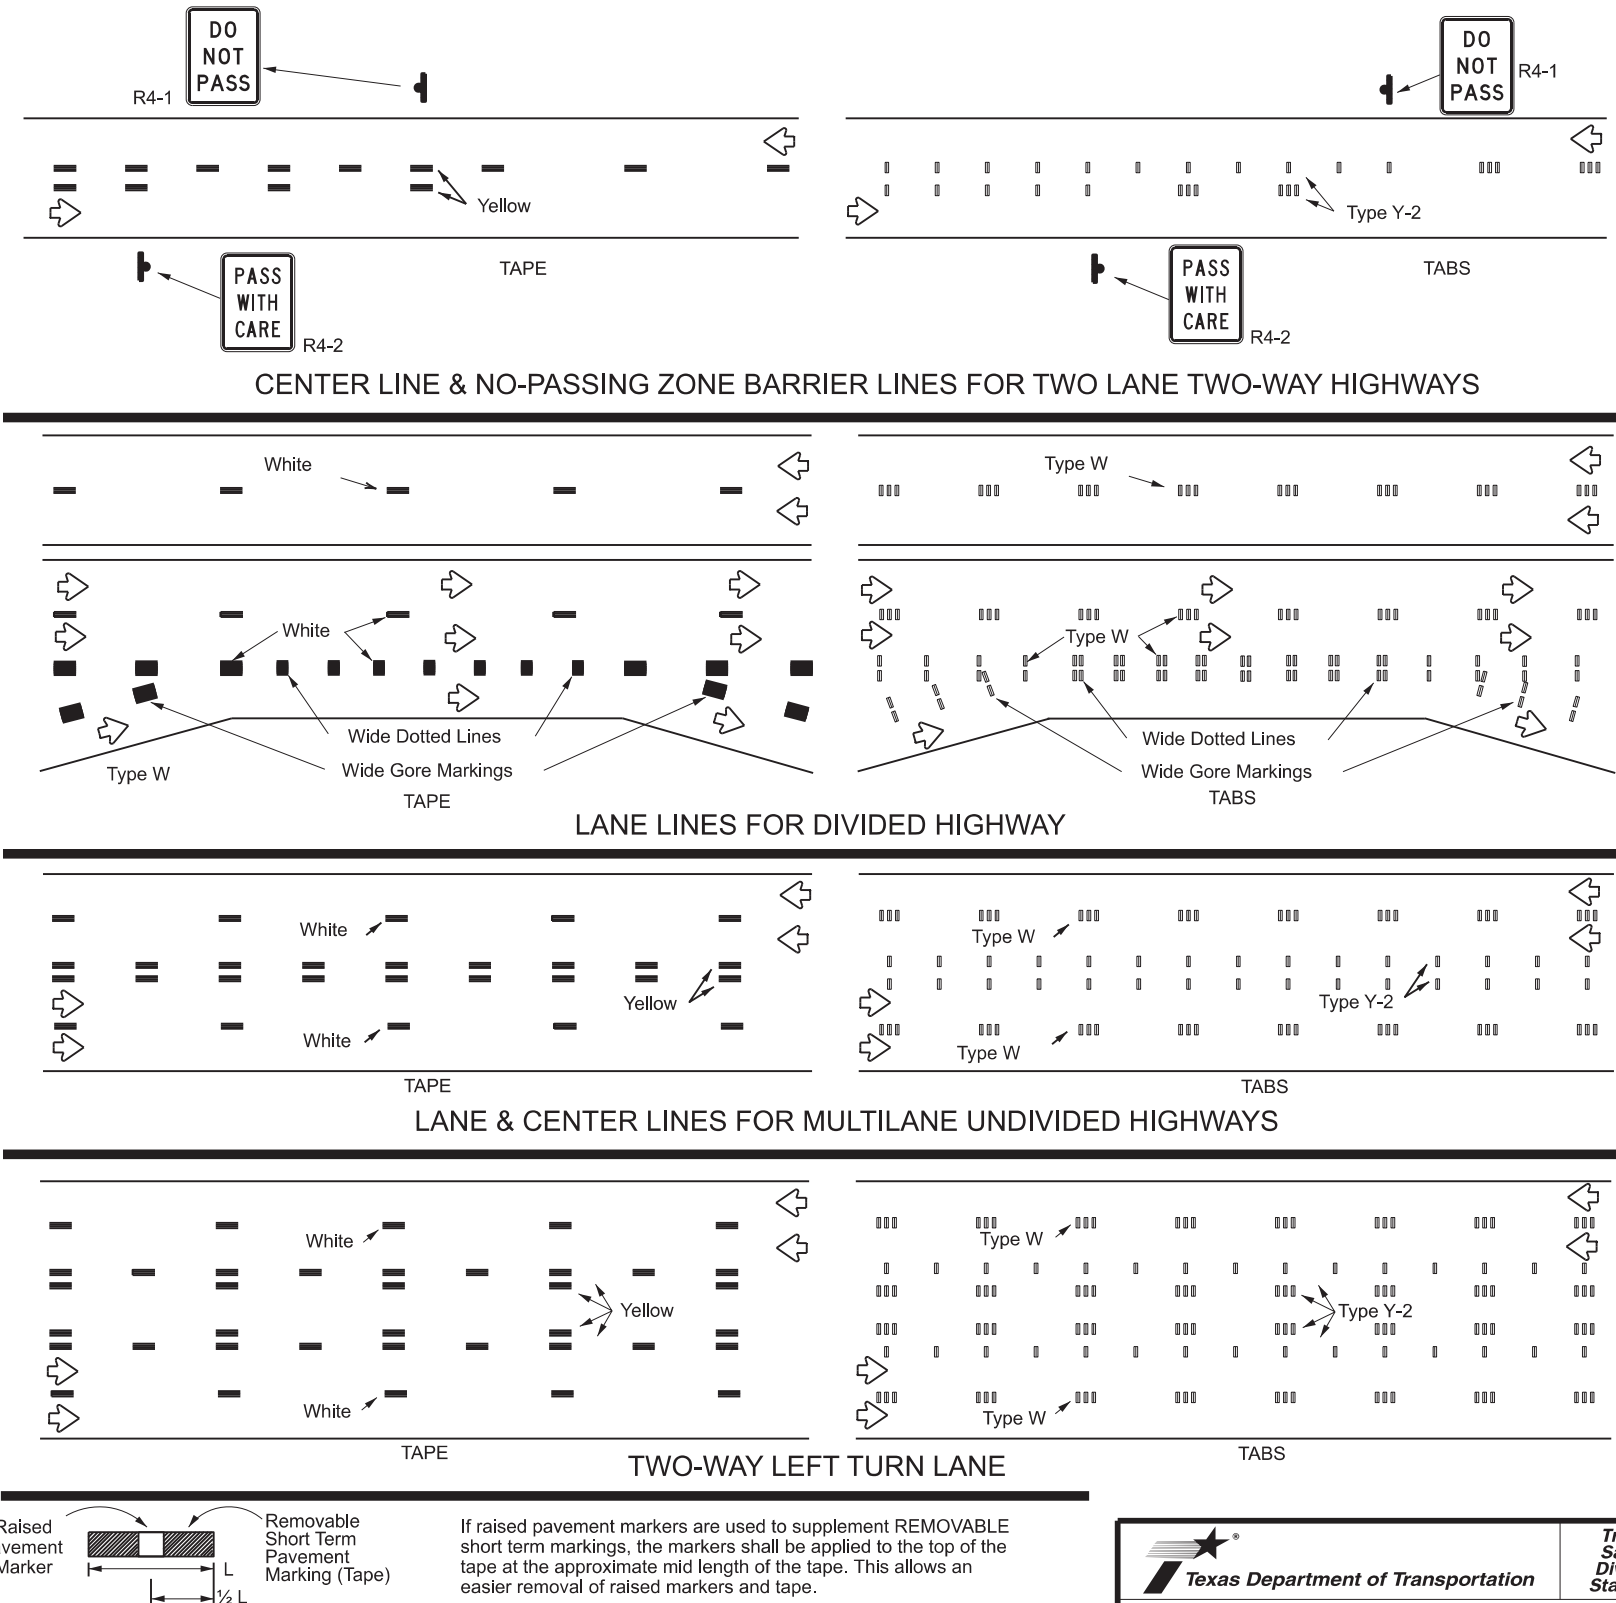 DO
NOT
PASS
R4-1
DO
NOT
PASS
R4-1
Yellow
Type Y-2
TAPE
TABS
PASS
WITH
CARE
R4-2
PASS
WITH
CARE
R4-2
CENTER LINE & NO-PASSING ZONE BARRIER LINES FOR TWO LANE TWO-WAY HIGHWAYS
White
Type W
White
Type W
Wide Dotted Lines
Wide Gore Markings
Type W
TAPE
Wide Dotted Lines
Wide Gore Markings
TABS
LANE LINES FOR DIVIDED HIGHWAY
White
Type W
Yellow
Type Y-2
White
Type W
TAPE
TABS
LANE & CENTER LINES FOR MULTILANE UNDIVIDED HIGHWAYS
White
Type W
Yellow
Type Y-2
White
Type W
TAPE
TABS
TWO-WAY LEFT TURN LANE
Raised
Marker
Removable
Short Term
Pavement
Marking (Tape)
L
½ L
If raised pavement markers are used to supplement REMOVABLE
short term markings, the markers shall be applied to the top of the
tape at the approximate mid length of the tape. This allows an
easier removal of raised markers and tape.
®
Texas Department of Transportation